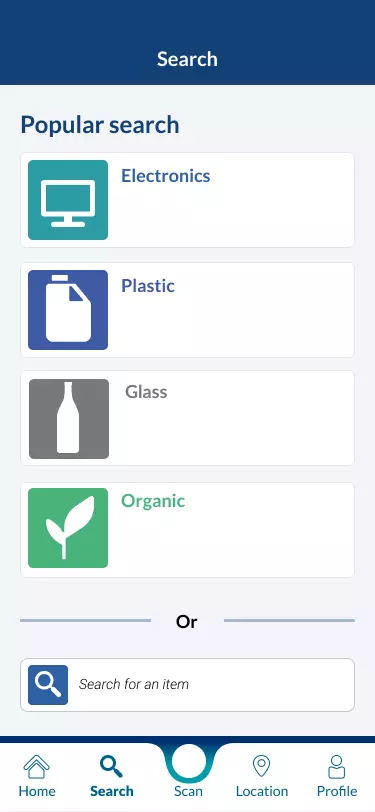 Search
Popular search
Electronics
Plastic
Glass
Organic
Or
Search for an item
Home
Search
Scan
Location
Profile